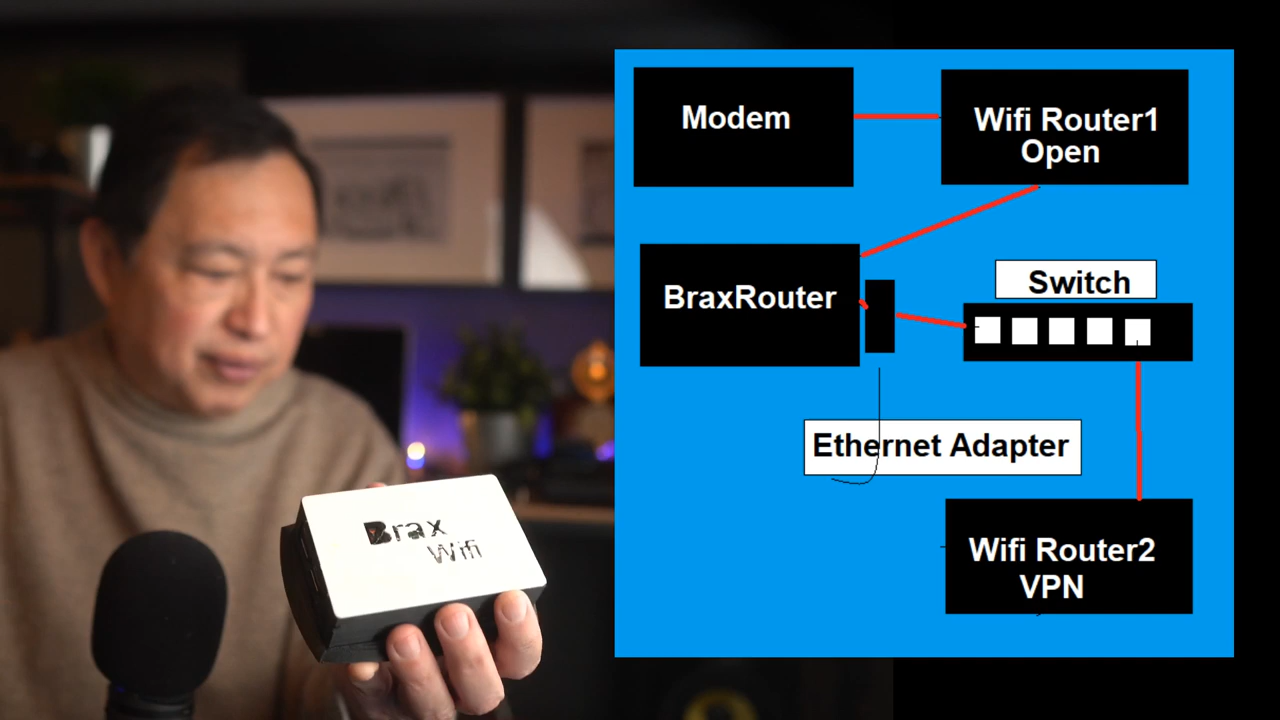 Modem
Wifi Router1
Open
BraxRouter
Switch
Ethernet Adapter
Wifi Router2
VPN
Brax
Wifi